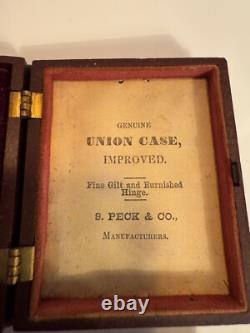 GENUINE
UNION CASE,
IMPROVED.
Fine Gilt and Burnished
Hinge.
S. PECK & CO.,
MANUFACTURERS.